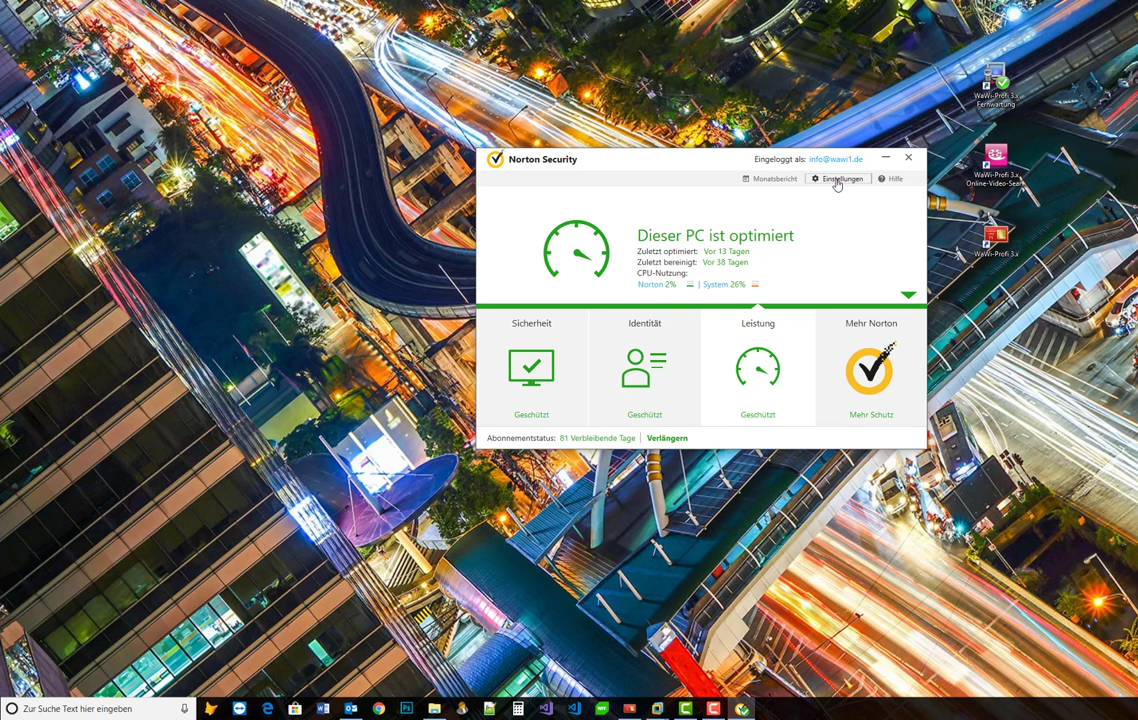 WaWi-Profi 3.x
Fernwartung
WaWi-Profi 3.x
WaWi-Profi 3.x
Norton Security
Eingeloggt als: info@wawi1.de
Monatsbericht Einstellungen Hilfe
Dieser PC ist optimiert
Zuletzt optimiert: Vor 13 Tagen
Zuletzt bereinigt: Vor 38 Tagen
CPU-Nutzung:
Norton 2% | System 26%
Sicherheit Identität Leistung Mehr Norton
Geschützt Geschützt Geschützt Mehr Schutz
Abonnementstatus: 81 Verbleibende Tage Verlängern
Zur Suche Text hier eingeben